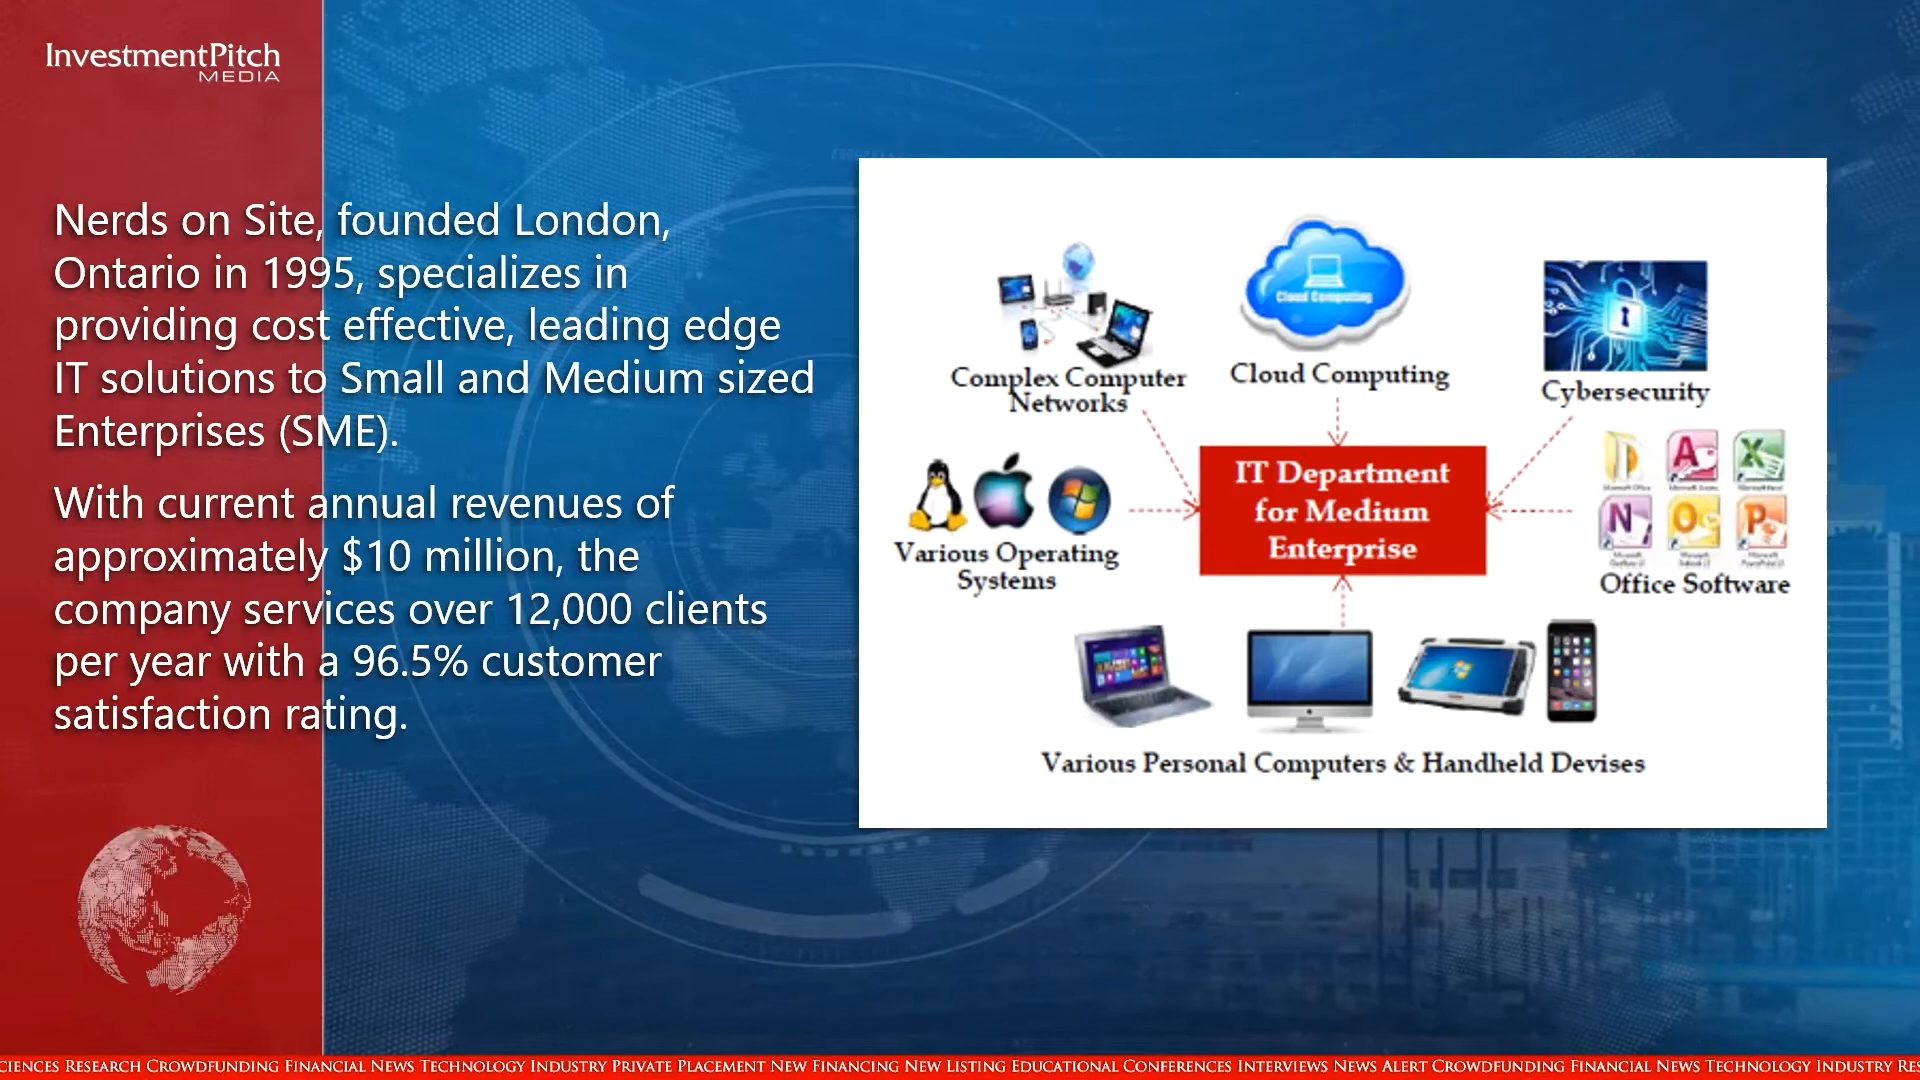 InvestmentPitch
MEDIA
Nerds on Site, founded London,
Ontario in 1995, specializes in
providing cost effective, leading edge
IT solutions to Small and Medium sized
Enterprises (SME).
With current annual revenues of
approximately $10 million, the
company services over 12,000 clients
per year with a 96.5% customer
satisfaction rating.
Complex Computer
Networks
Cloud Computing
Cloud Computing
Cybersecurity
IT Department
for Medium
Enterprise
Various Operating
Systems
Office Software
Various Personal Computers & Handheld Devises
CIENCES RESEARCH CROWDFUNDING FINANCIAL NEWS TECHNOLOGY INDUSTRY PRIVATE PLACEMENT NEW FINANCING NEW LISTING EDUCATIONAL CONFERENCES INTERVIEWS NEWS ALERT CROWDFUNDING FINANCIAL NEWS TECHNOLOGY INDUSTRY RES